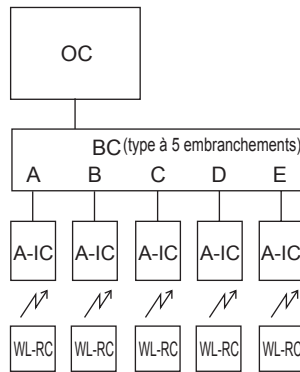 OC
BC (type à 5 embranchements)
A B C D E
A-IC A-IC A-IC A-IC A-IC
WL-RC WL-RC WL-RC WL-RC WL-RC